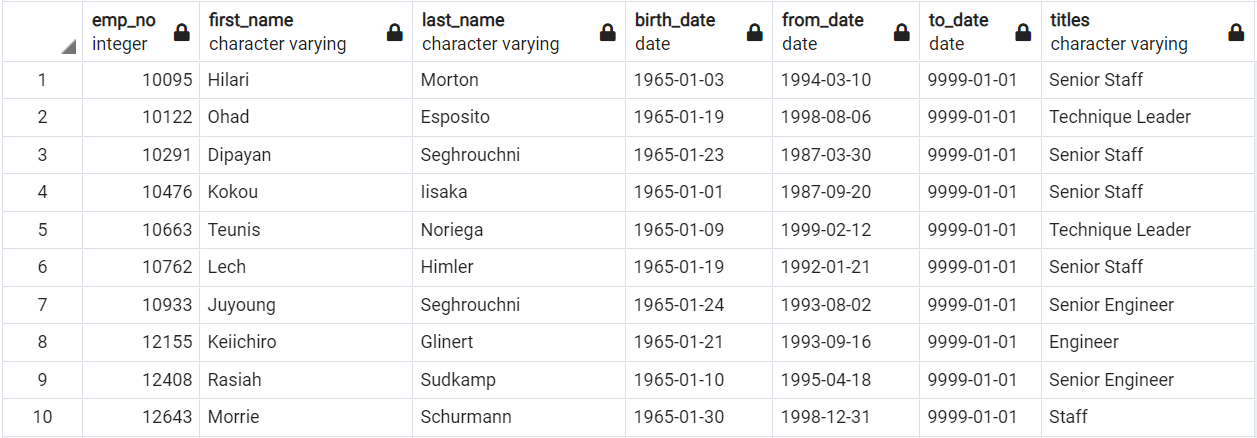 emp_no first_name last_name birth_date from_date to_date titles
integer character varying character varying date date date character varying
1 10095 Hilari Morton 1965-01-03 1994-03-10 9999-01-01 Senior Staff
2 10122 Ohad Esposito 1965-01-19 1998-08-06 9999-01-01 Technique Leader
3 10291 Dipayan Seghrouchni 1965-01-23 1987-03-30 9999-01-01 Senior Staff
4 10476 Kokou Iisaka 1965-01-01 1987-09-20 9999-01-01 Senior Staff
5 10663 Teunis Noriega 1965-01-09 1999-02-12 9999-01-01 Technique Leader
6 10762 Lech Himler 1965-01-19 1992-01-21 9999-01-01 Senior Staff
7 10933 Juyoung Seghrouchni 1965-01-24 1993-08-02 9999-01-01 Senior Engineer
8 12155 Keiichiro Glinert 1965-01-21 1993-09-16 9999-01-01 Engineer
9 12408 Rasiah Sudkamp 1965-01-10 1995-04-18 9999-01-01 Senior Engineer
10 12643 Morrie Schurmann 1965-01-30 1998-12-31 9999-01-01 Staff